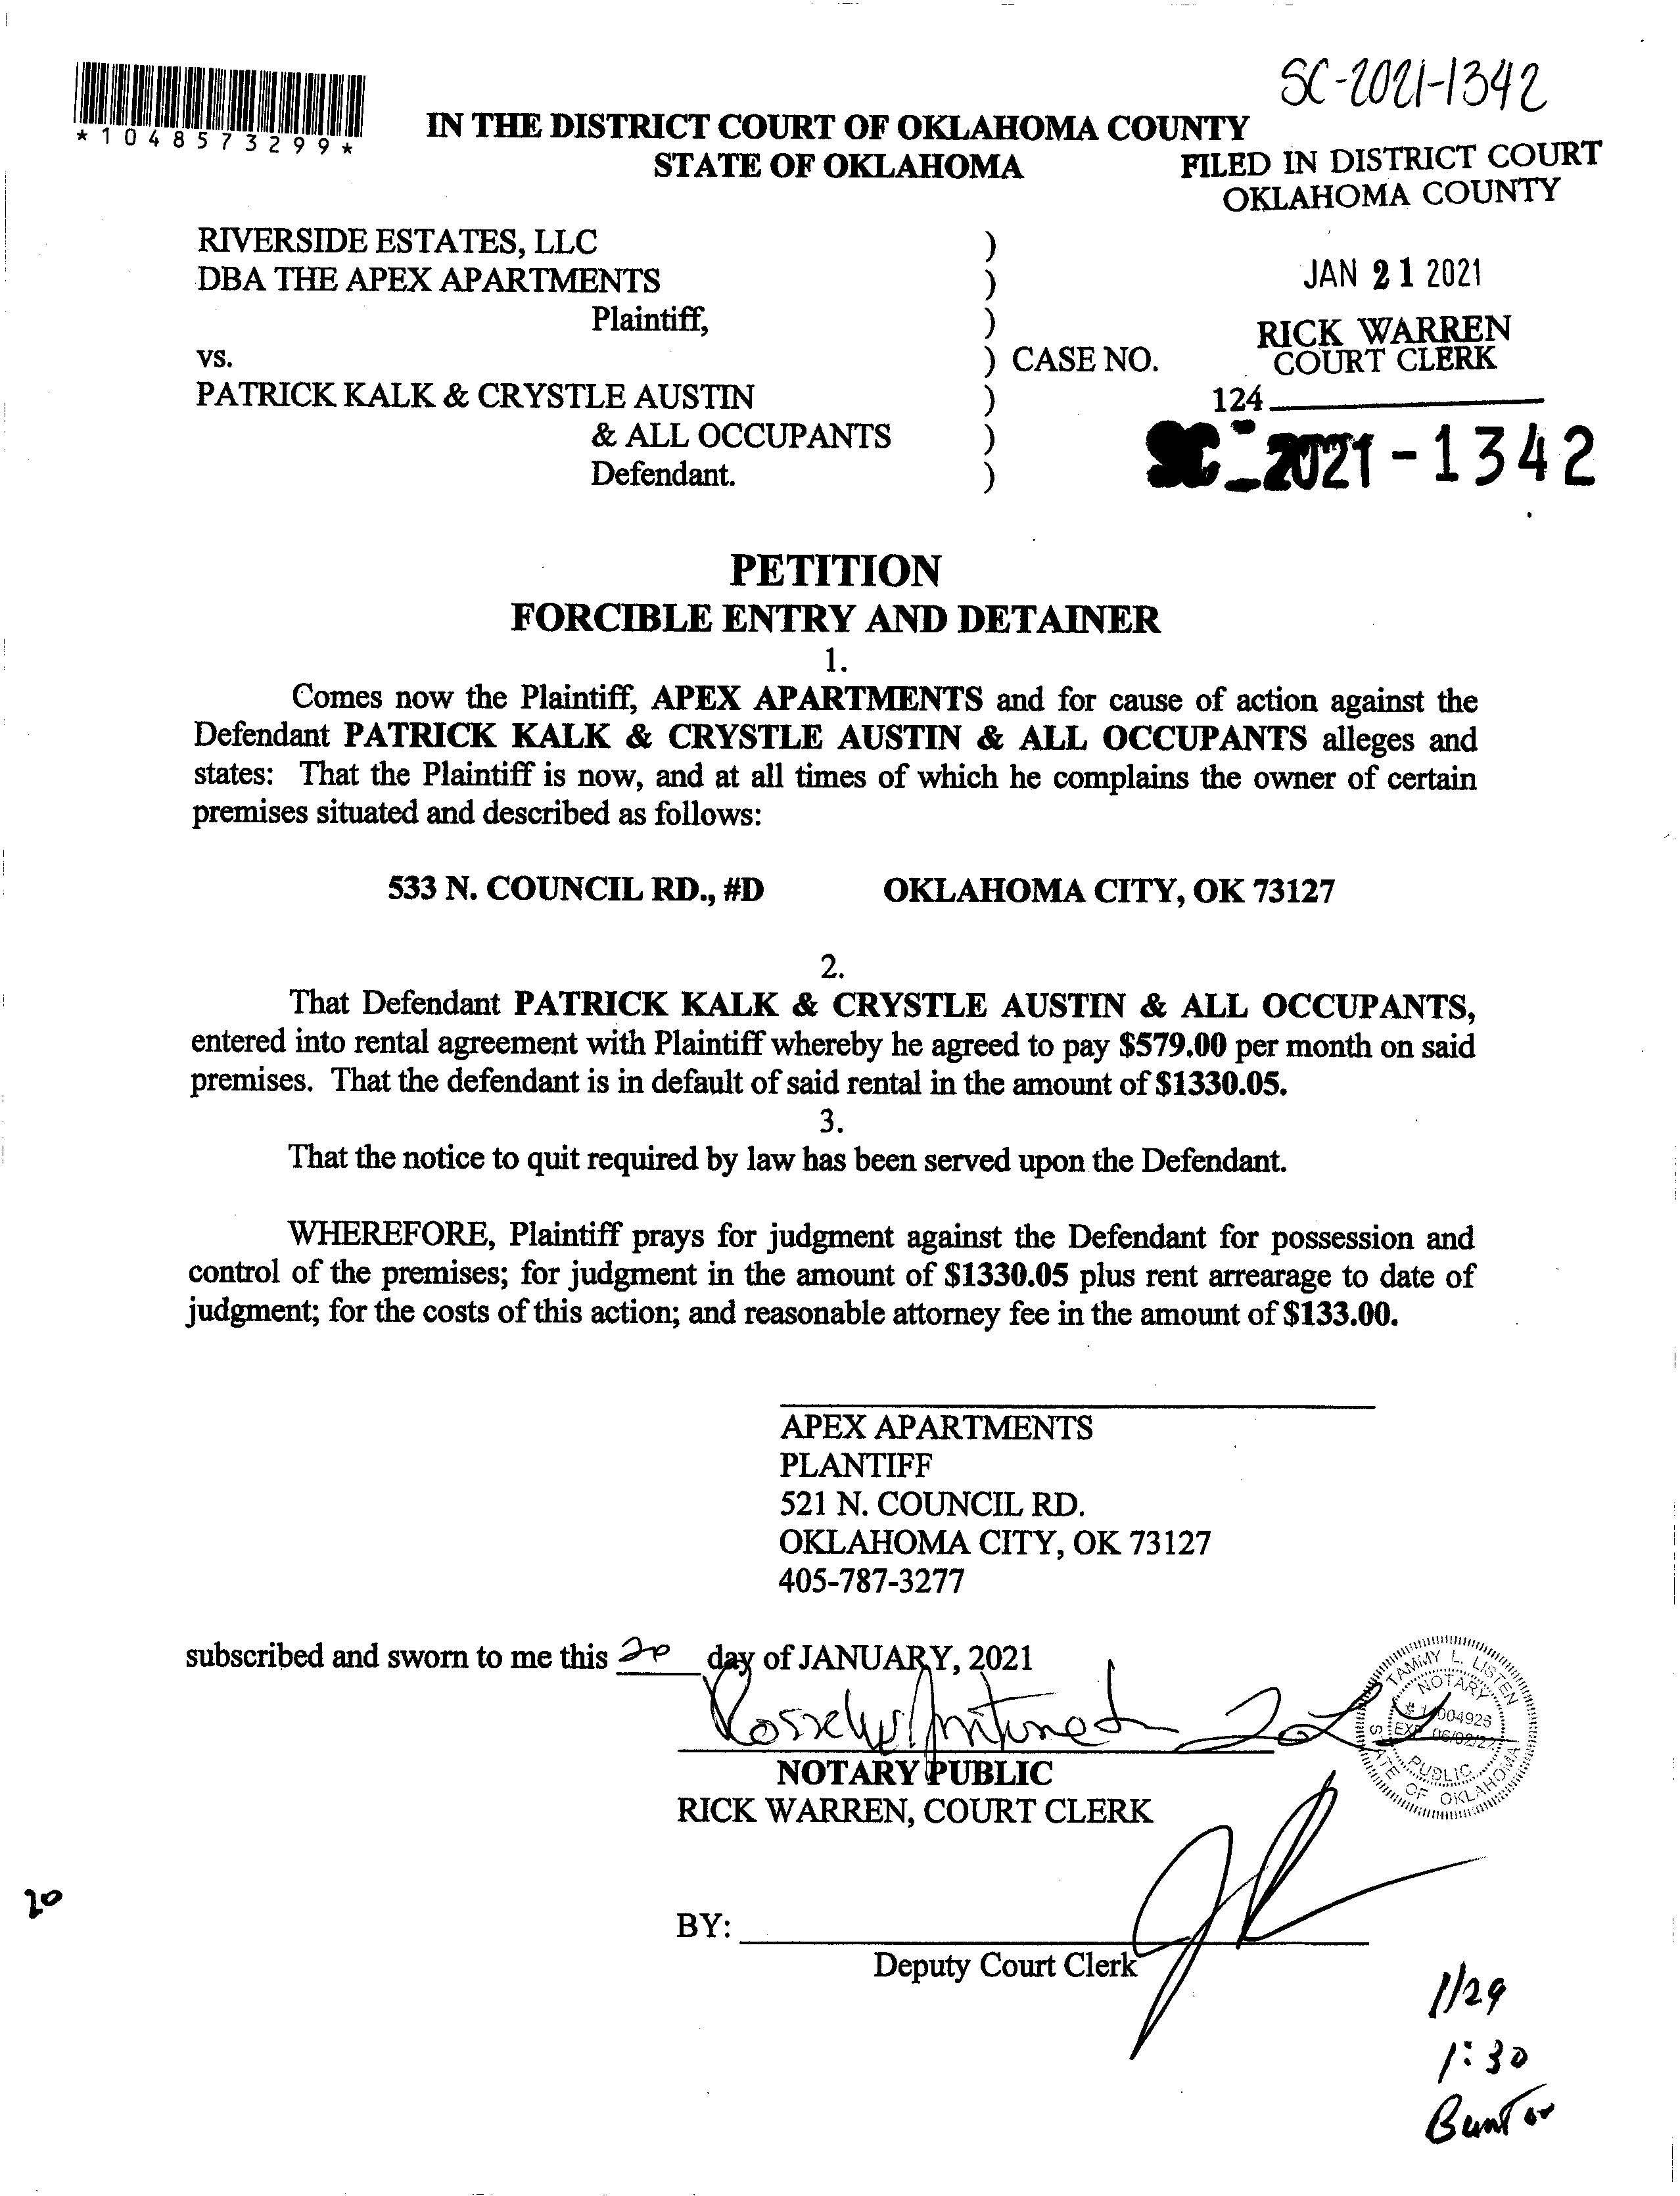 SC-2021-1342
*1048573299*
IN THE DISTRICT COURT OF OKLAHOMA COUNTY
STATE OF OKLAHOMA
FILED IN DISTRICT COURT
OKLAHOMA COUNTY
JAN 21 2021
RICK WARREN
COURT CLERK
124
SC-2021-1342
RIVERSIDE ESTATES, LLC )
DBA THE APEX APARTMENTS )
Plaintiff, )
vs. ) CASE NO.
PATRICK KALK & CRYSTLE AUSTIN )
& ALL OCCUPANTS )
Defendant. )
PETITION
FORCIBLE ENTRY AND DETAINER
1.
Comes now the Plaintiff, APEX APARTMENTS and for cause of action against the
Defendant PATRICK KALK & CRYSTLE AUSTIN & ALL OCCUPANTS alleges and
states: That the Plaintiff is now, and at all times of which he complains the owner of certain
premises situated and described as follows:
533 N. COUNCIL RD., #D OKLAHOMA CITY, OK 73127
2.
That Defendant PATRICK KALK & CRYSTLE AUSTIN & ALL OCCUPANTS,
entered into rental agreement with Plaintiff whereby he agreed to pay $579.00 per month on said
premises. That the defendant is in default of said rental in the amount of $1330.05.
3.
That the notice to quit required by law has been served upon the Defendant.
WHEREFORE, Plaintiff prays for judgment against the Defendant for possession and
control of the premises; for judgment in the amount of $1330.05 plus rent arrearage to date of
judgment; for the costs of this action; and reasonable attorney fee in the amount of $133.00.
APEX APARTMENTS
PLANTIFF
521 N. COUNCIL RD.
OKLAHOMA CITY, OK 73127
405-787-3277
subscribed and sworn to me this 20 day of JANUARY, 2021
TAMMY L. LISTEN
NOTARY
004926
EXP. 06/02/22
PUBLIC
STATE OF OKLAHOMA
NOTARY PUBLIC
RICK WARREN, COURT CLERK
20
BY:
Deputy Court Clerk
1/29
1:30